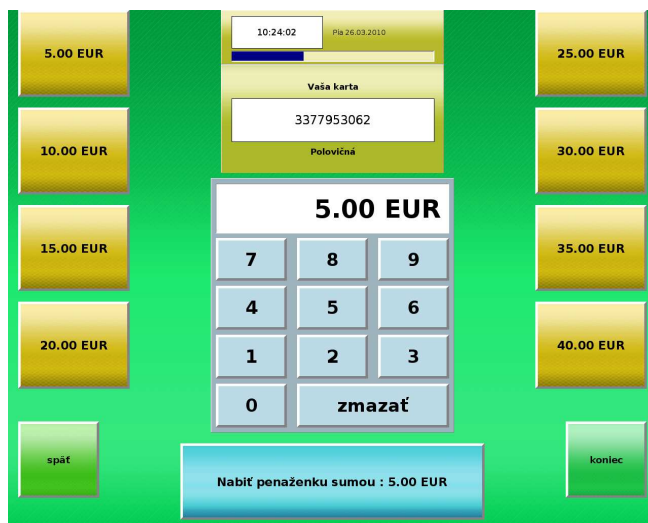 10:24:02
Pia 26.03.2010
Vaša karta
3377953062
Polovičná
5.00 EUR
10.00 EUR
15.00 EUR
20.00 EUR
25.00 EUR
30.00 EUR
35.00 EUR
40.00 EUR
5.00 EUR
7 8 9
4 5 6
1 2 3
0 zmazať
späť
koniec
Nabiť penaženku sumou : 5.00 EUR